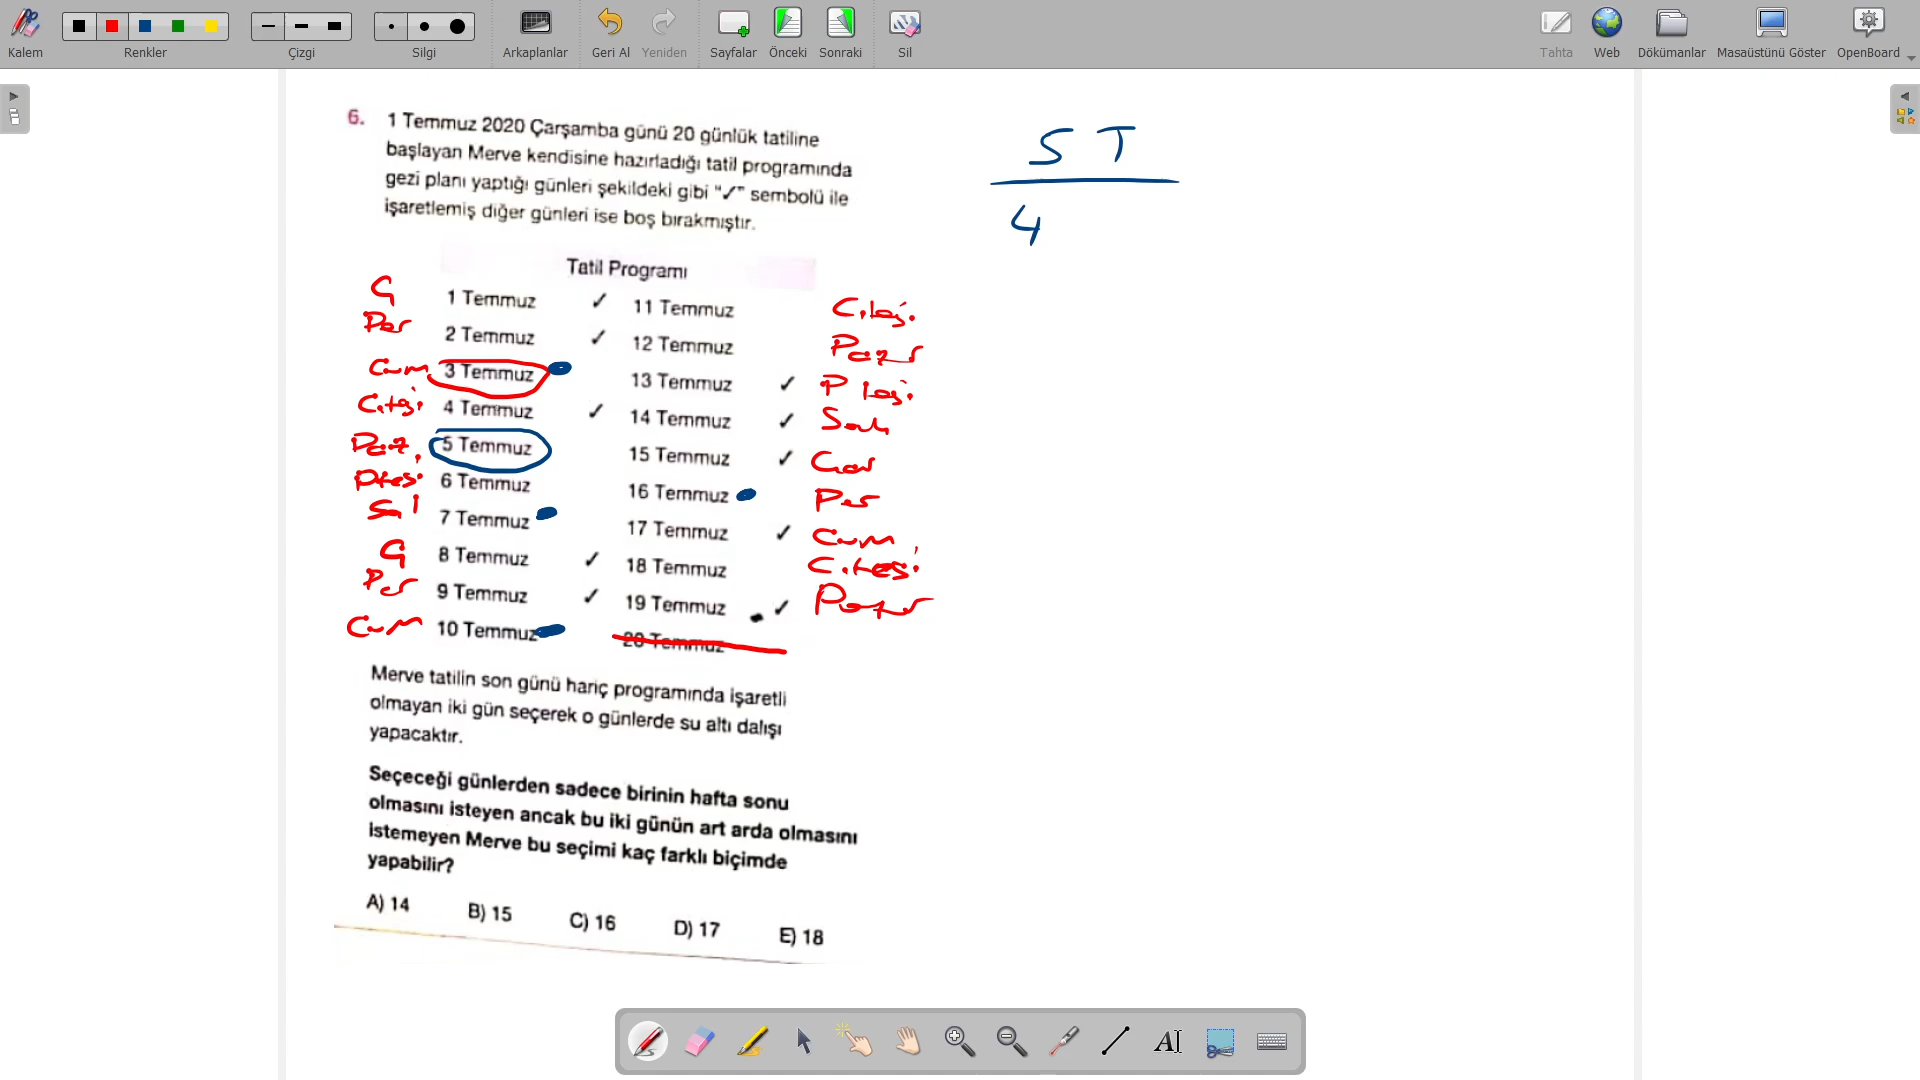 Kalem
Renkler
Çizgi
Silgi
Arkaplanlar
Geri Al
Yeniden
Sayfalar
Önceki
Sonraki
Sil
Tahta
Web
Dökümanlar
Masaüstünü Göster
OpenBoard
6. 1 Temmuz 2020 Çarşamba günü 20 günlük tatiline
başlayan Merve kendisine hazırladığı tatil programında
gezi planı yaptığı günleri şekildeki gibi "✓" sembolü ile
işaretlemiş diğer günleri ise boş bırakmıştır.
5 T
4
Tatil Programı
Ç 1 Temmuz ✓ 11 Temmuz C.tesi.
Per 2 Temmuz ✓ 12 Temmuz Pazar
Cum 3 Temmuz 13 Temmuz ✓ P tesi.
C.tesi 4 Temmuz ✓ 14 Temmuz ✓ Salı
Paz. 5 Temmuz 15 Temmuz ✓ Çar
Ptesi 6 Temmuz 16 Temmuz Per
Sal 7 Temmuz 17 Temmuz ✓ Cum
Ç 8 Temmuz ✓ 18 Temmuz C.tesi
Per 9 Temmuz ✓ 19 Temmuz ✓ Pazar
Cum 10 Temmuz 20 Temmuz
Merve tatilin son günü hariç programında işaretli
olmayan iki gün seçerek o günlerde su altı dalışı
yapacaktır.
Seçeceği günlerden sadece birinin hafta sonu
olmasını isteyen ancak bu iki günün art arda olmasını
istemeyen Merve bu seçimi kaç farklı biçimde
yapabilir?
A) 14 B) 15 C) 16 D) 17 E) 18